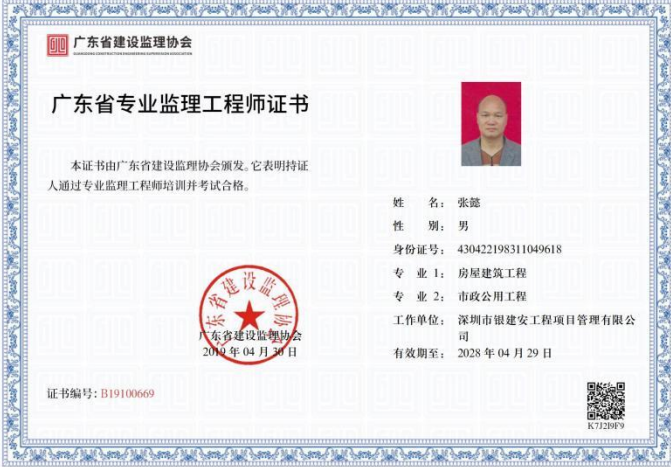 广东省建设监理协会
GUANGDONG CONSTRUCTION ENGINEERING SUPERVISION ASSOCIATION
广东省专业监理工程师证书
本证书由广东省建设监理协会颁发。它表明持证
人通过专业监理工程师培训并考试合格。
姓 名: 张懿
性 别: 男
身份证号: 430422198311049618
专 业 1: 房屋建筑工程
专 业 2: 市政公用工程
工作单位: 深圳市银建安工程项目管理有限公
司
有效期至: 2028 年 04 月 29 日
广东省建设监理协会
广东省建设监理协会
2019 年 04 月 30 日
证书编号: B19100669
K7J2I9F9